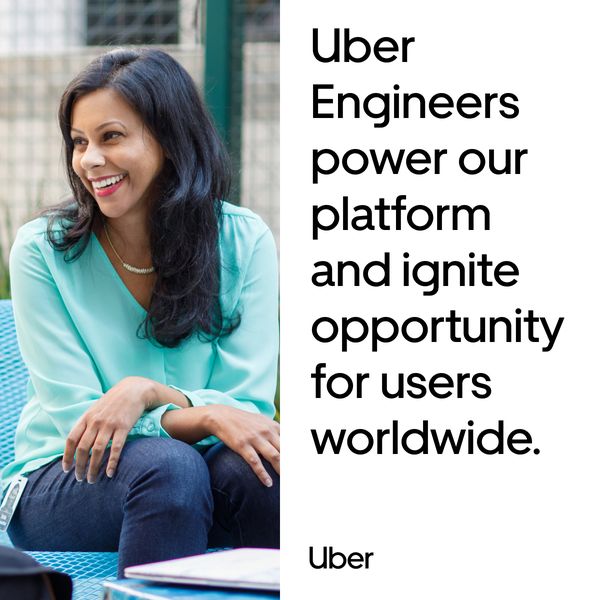 Uber
Engineers
power our
platform
and ignite
opportunity
for users
worldwide.
Uber